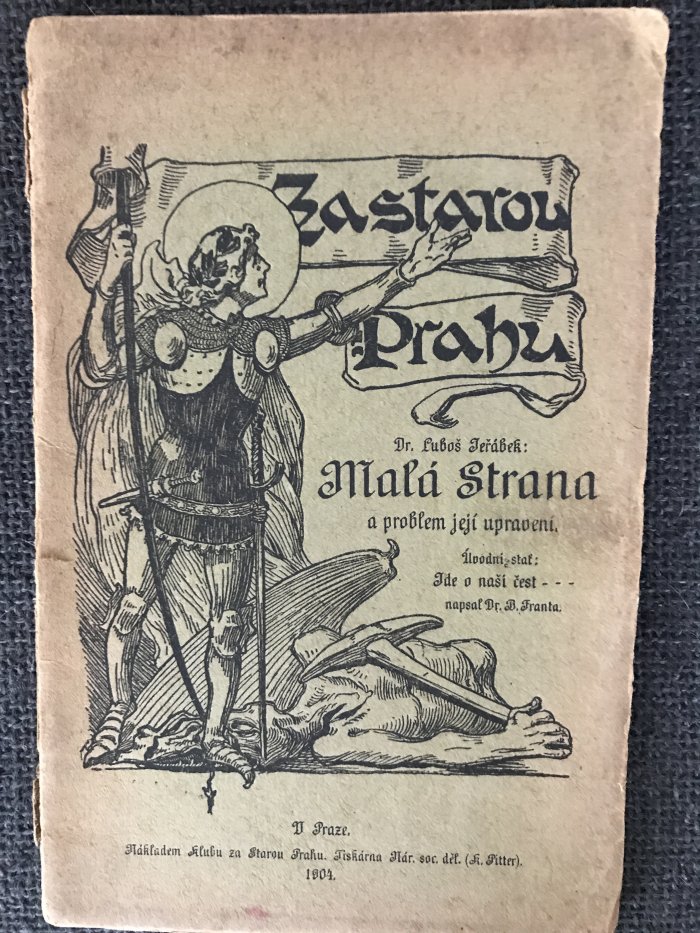 Za starou
Prahu
Dr. Luboš Jeřábek:
Malá Strana
a problem její upravení.
Úvodní stať:
Jde o naši čest - - -
napsal Dr. B. Franta.
V Praze.
Nákladem Klubu za Starou Prahu. Tiskárna Nár. soc. děl. (K. Pitter).
1904.